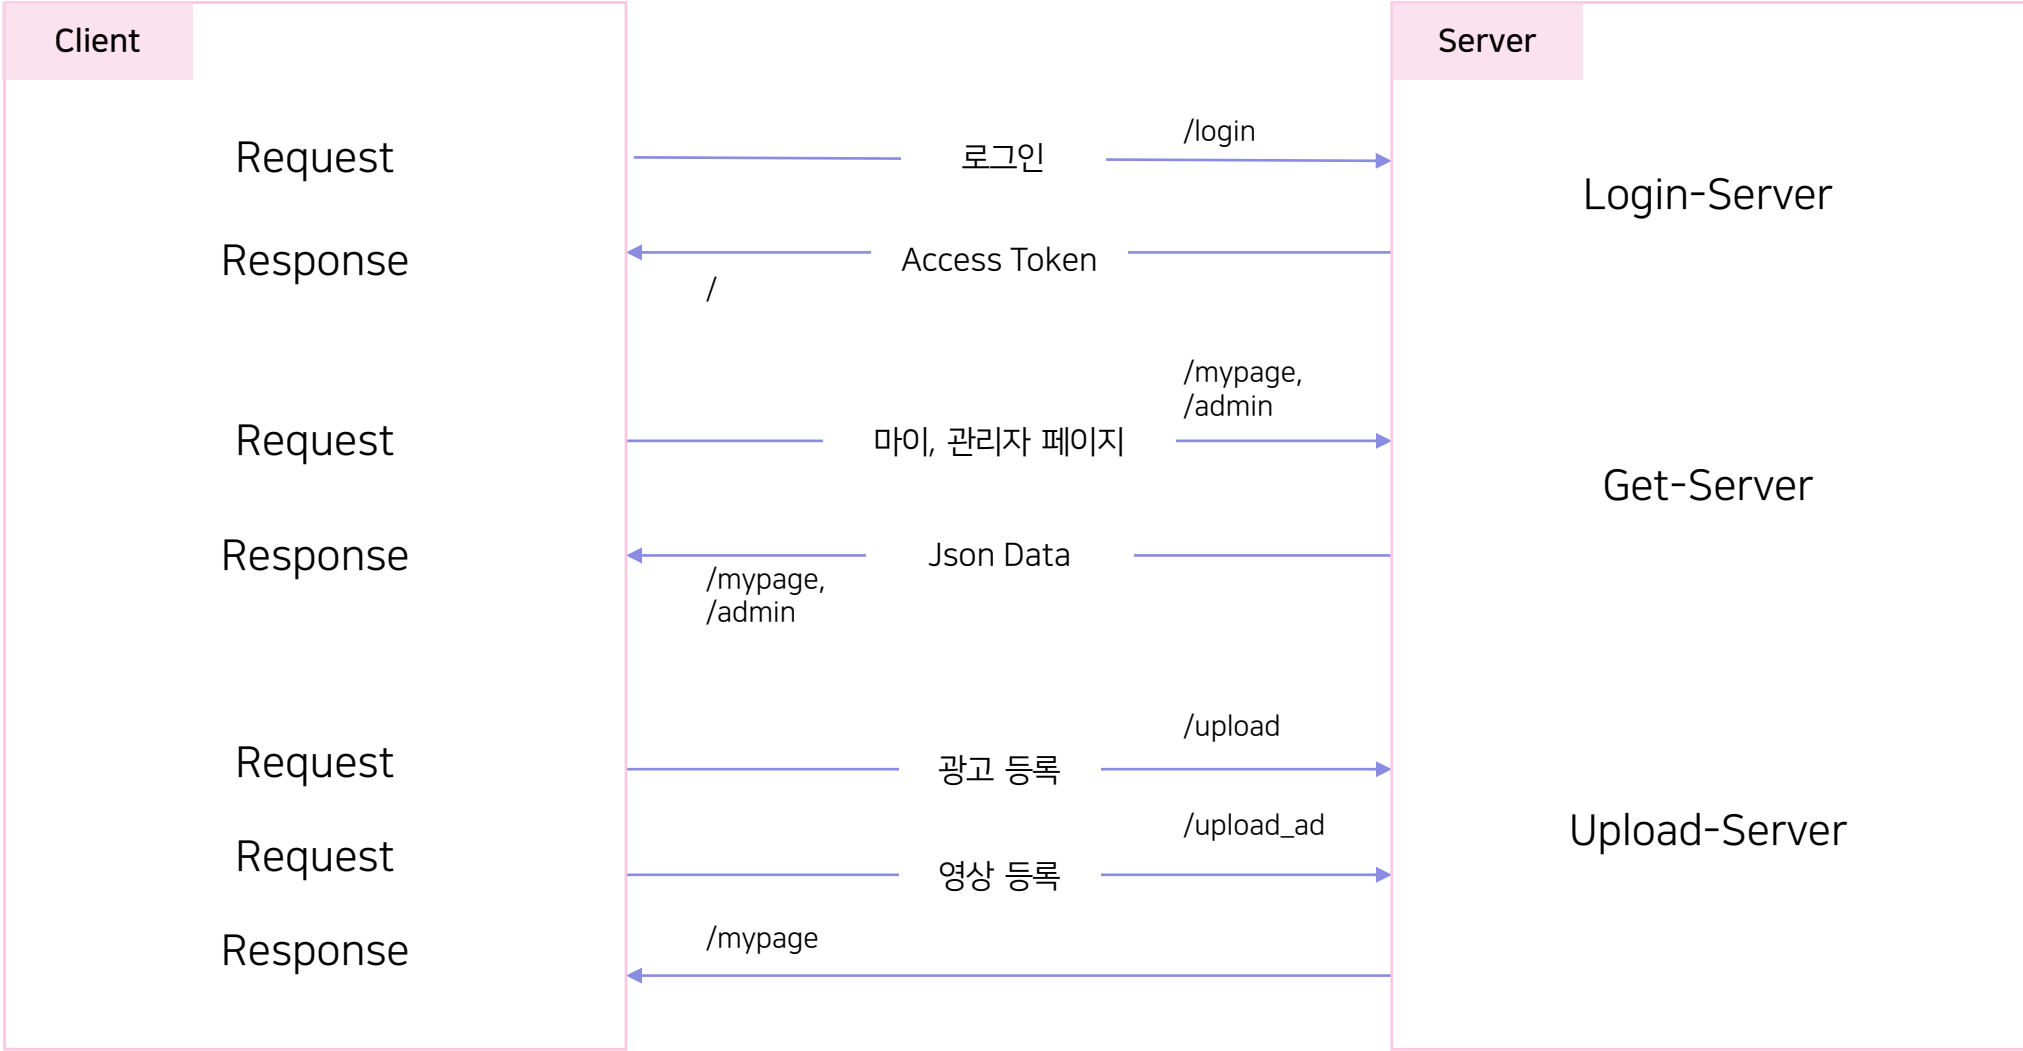 Client
Server
/login
Request
로그인
Login-Server
Response
Access Token
/
/mypage,
/admin
Request
마이, 관리자 페이지
Get-Server
Response
Json Data
/mypage,
/admin
/upload
Request
광고 등록
/upload_ad
Upload-Server
Request
영상 등록
/mypage
Response